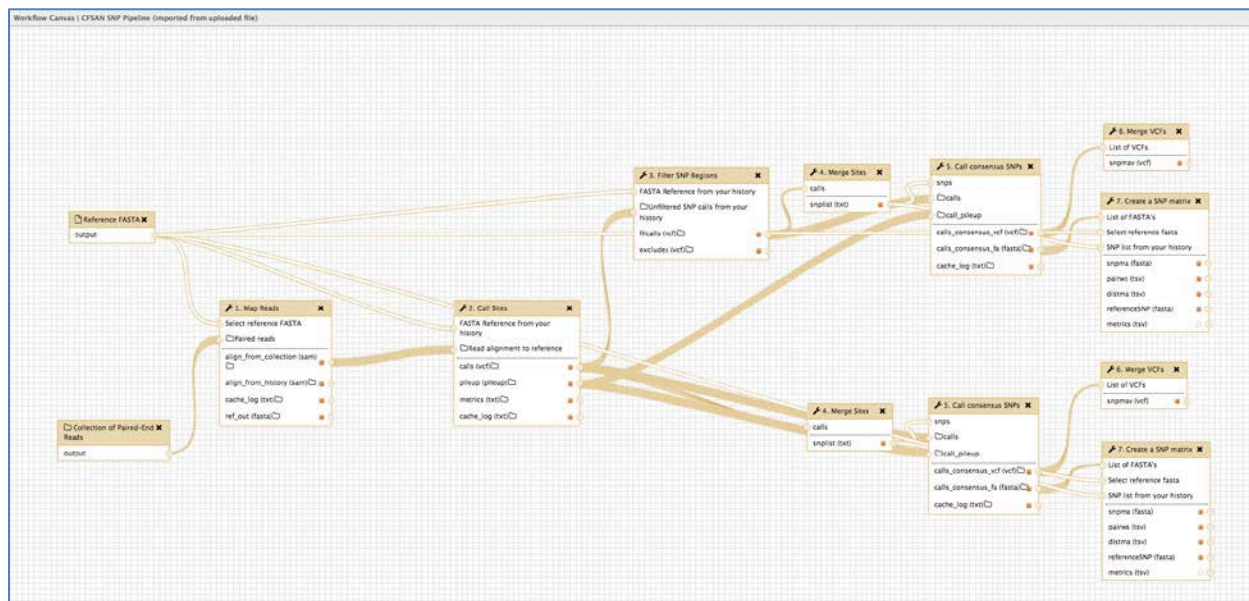 Workflow Canvas | CFSAN SNP Pipeline (imported from uploaded file)
Reference FASTA
output
Collection of Paired-End
Reads
output
1. Map Reads
Select reference FASTA
Paired reads
align_from_collection (sam)
align_from_history (sam)
cache_log (txt)
ref_out (fasta)
2. Call Sites
FASTA Reference from your
history
Read alignment to reference
calls (vcf)
pileup (pileup)
metrics (txt)
cache_log (txt)
3. Filter SNP Regions
FASTA Reference from your history
Unfiltered SNP calls from your
history
filtcalls (vcf)
excludes (vcf)
4. Merge Sites
calls
snplist (txt)
5. Call consensus SNPs
snps
calls
call_pileup
calls_consensus_vcf (vcf)
calls_consensus_fa (fasta)
cache_log (txt)
6. Merge VCFs
List of VCFs
snpmav (vcf)
7. Create a SNP matrix
List of FASTA's
Select reference fasta
SNP list from your history
snpma (fasta)
pairws (tsv)
distma (tsv)
referenceSNP (fasta)
metrics (tsv)
4. Merge Sites
calls
snplist (txt)
5. Call consensus SNPs
snps
calls
call_pileup
calls_consensus_vcf (vcf)
calls_consensus_fa (fasta)
cache_log (txt)
6. Merge VCFs
List of VCFs
snpmav (vcf)
7. Create a SNP matrix
List of FASTA's
Select reference fasta
SNP list from your history
snpma (fasta)
pairws (tsv)
distma (tsv)
referenceSNP (fasta)
metrics (tsv)